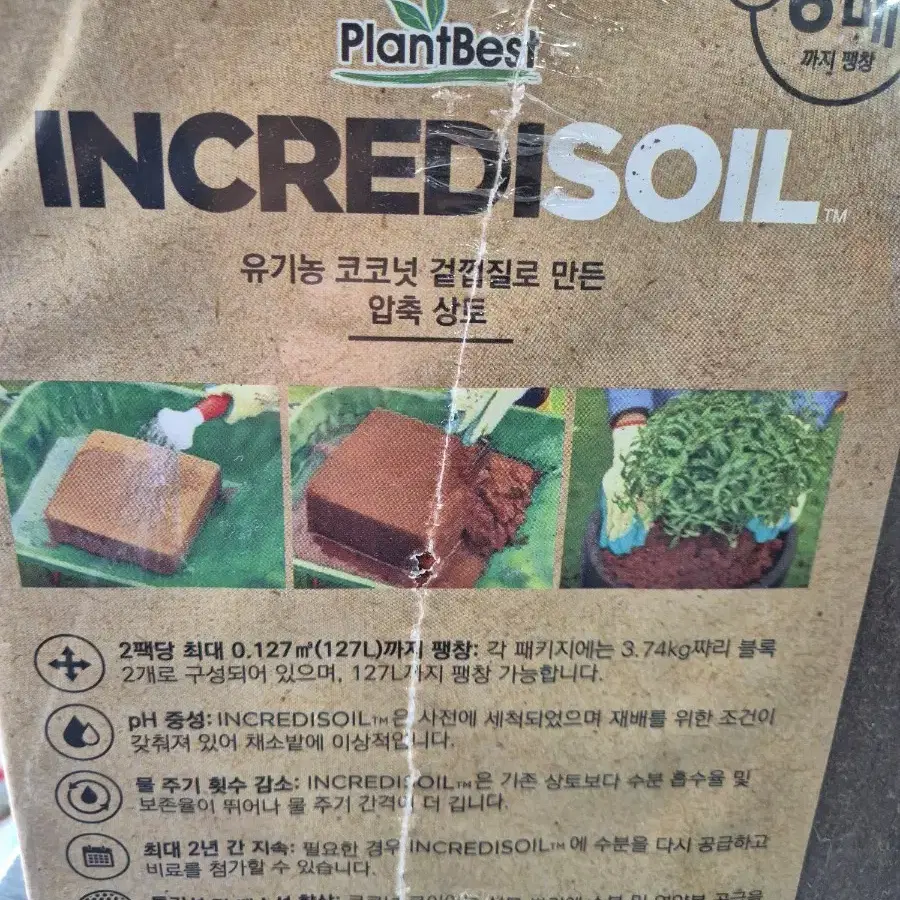 PlantBest
까지 팽창
INCREDISOIL™
유기농 코코넛 겉껍질로 만든
압축 상토
2팩당 최대 0.127㎥(127L)까지 팽창: 각 패키지에는 3.74kg짜리 블록
2개로 구성되어 있으며, 127L까지 팽창 가능합니다.
pH 중성: INCREDISOIL™은 사전에 세척되었으며 재배를 위한 조건이
갖춰져 있어 채소밭에 이상적입니다.
물 주기 횟수 감소: INCREDISOIL™은 기존 상토보다 수분 흡수율 및
보존율이 뛰어나 물 주기 간격이 더 깁니다.
최대 2년 간 지속: 필요한 경우 INCREDISOIL™에 수분을 다시 공급하고
비료를 첨가할 수 있습니다.